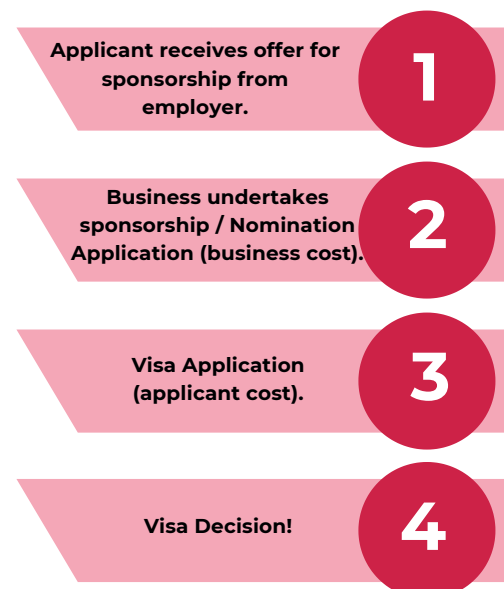 Applicant receives offer for
sponsorship from
employer.
1
Business undertakes
sponsorship / Nomination
Application (business cost).
2
Visa Application
(applicant cost).
3
Visa Decision!
4